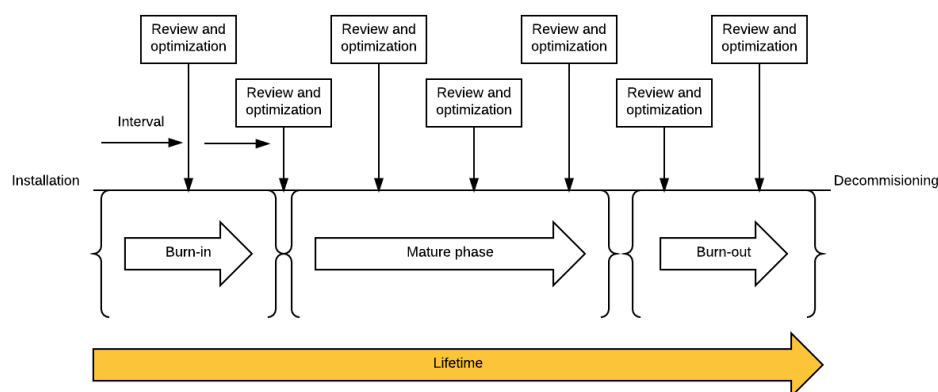 Review and
optimization
Review and
optimization
Review and
optimization
Review and
optimization
Review and
optimization
Review and
optimization
Review and
optimization
Interval
Installation
Decommisioning
Burn-in
Mature phase
Burn-out
Lifetime